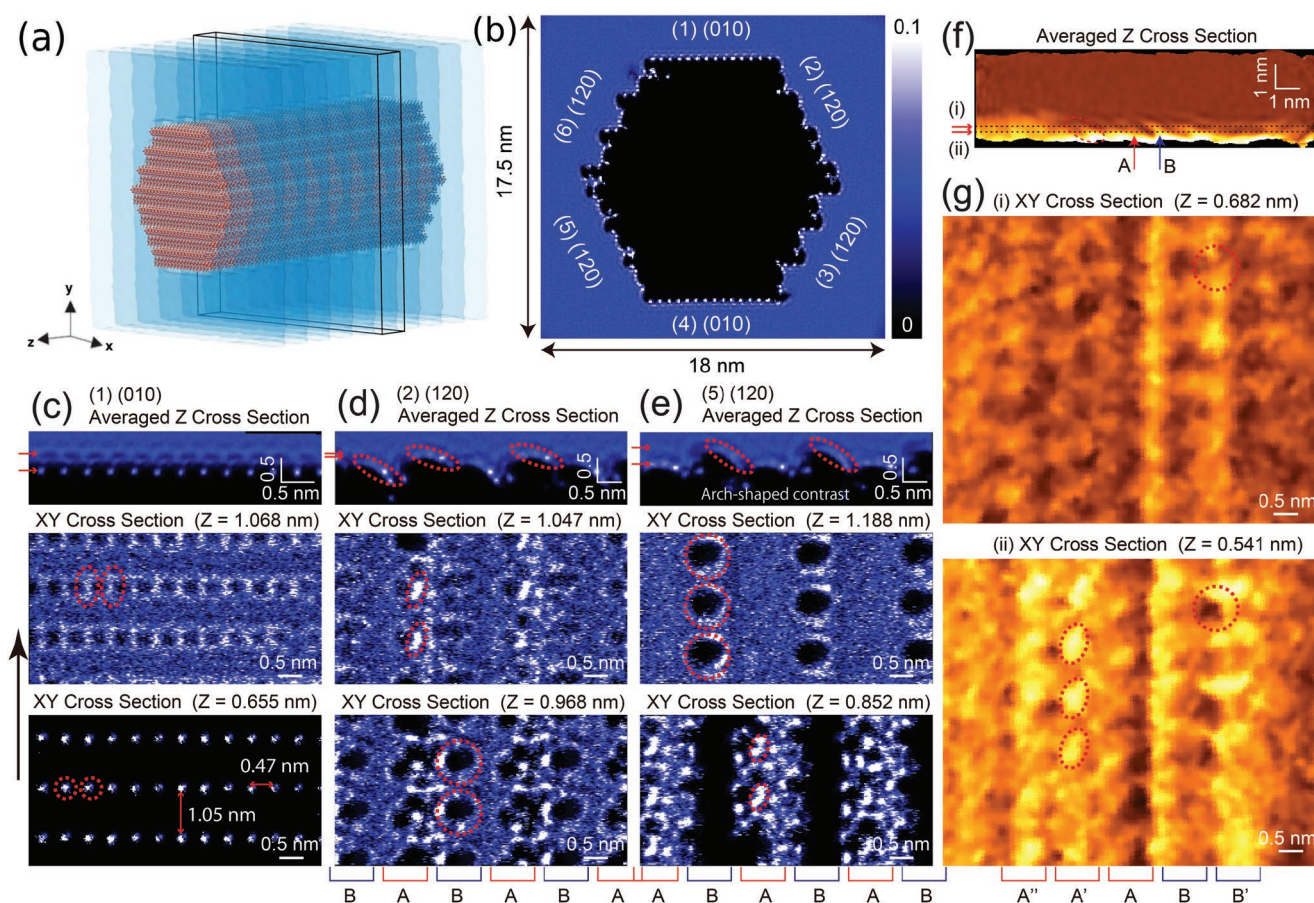 (a)
y
z
x
(b)
(1) (010)
(2) (120)
(3) (120)
(4) (010)
(5) (120)
(6) (120)
17.5 nm
18 nm
0.1
0
(c)
(1) (010)
Averaged Z Cross Section
0.5
0.5 nm
XY Cross Section (Z = 1.068 nm)
0.5 nm
XY Cross Section (Z = 0.655 nm)
0.47 nm
1.05 nm
0.5 nm
(d)
(2) (120)
Averaged Z Cross Section
0.5
0.5 nm
XY Cross Section (Z = 1.047 nm)
0.5 nm
XY Cross Section (Z = 0.968 nm)
0.5 nm
B A B A B A
(e)
(5) (120)
Averaged Z Cross Section
0.5
0.5 nm
Arch-shaped contrast
XY Cross Section (Z = 1.188 nm)
0.5 nm
XY Cross Section (Z = 0.852 nm)
0.5 nm
A B A B A B
(f)
Averaged Z Cross Section
1 nm
1 nm
(i)
(ii)
A B
(g)
(i) XY Cross Section (Z = 0.682 nm)
0.5 nm
(ii) XY Cross Section (Z = 0.541 nm)
0.5 nm
A'' A' A B B'